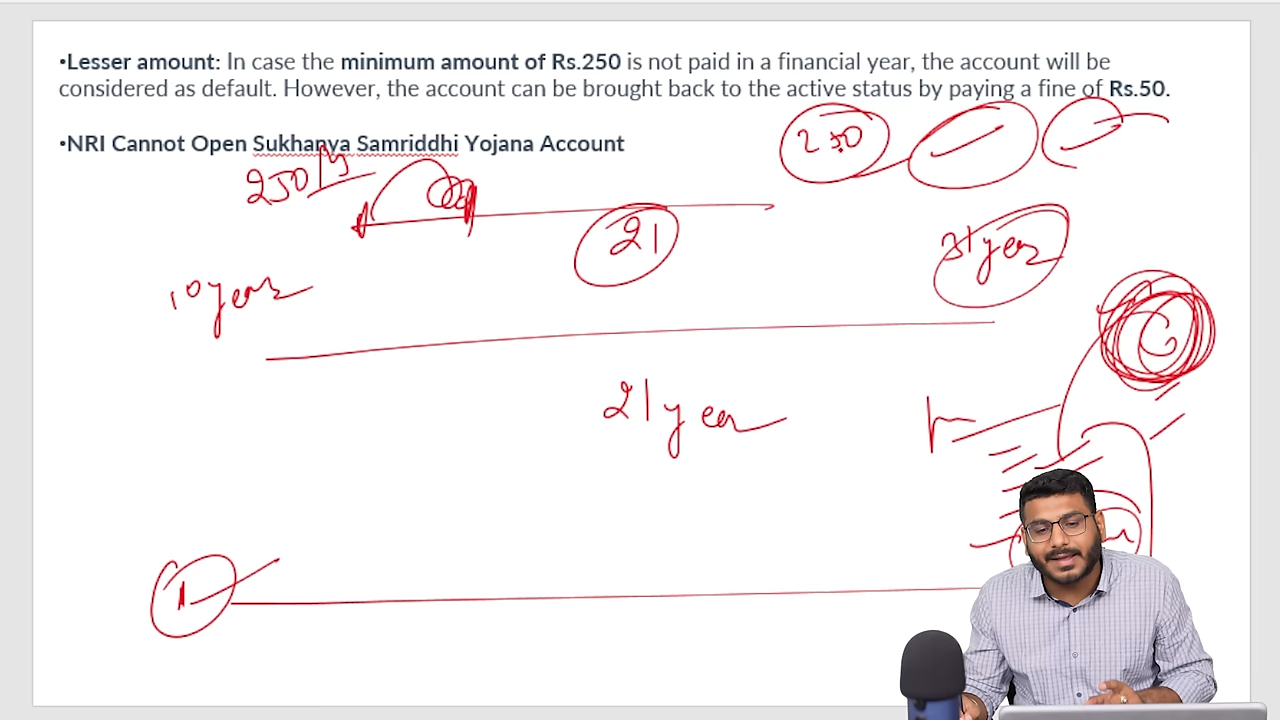 •Lesser amount: In case the minimum amount of Rs.250 is not paid in a financial year, the account will be
considered as default. However, the account can be brought back to the active status by paying a fine of Rs.50.
•NRI Cannot Open Sukhanya Samriddhi Yojana Account
250
250
21
31 year
10 years
21 year